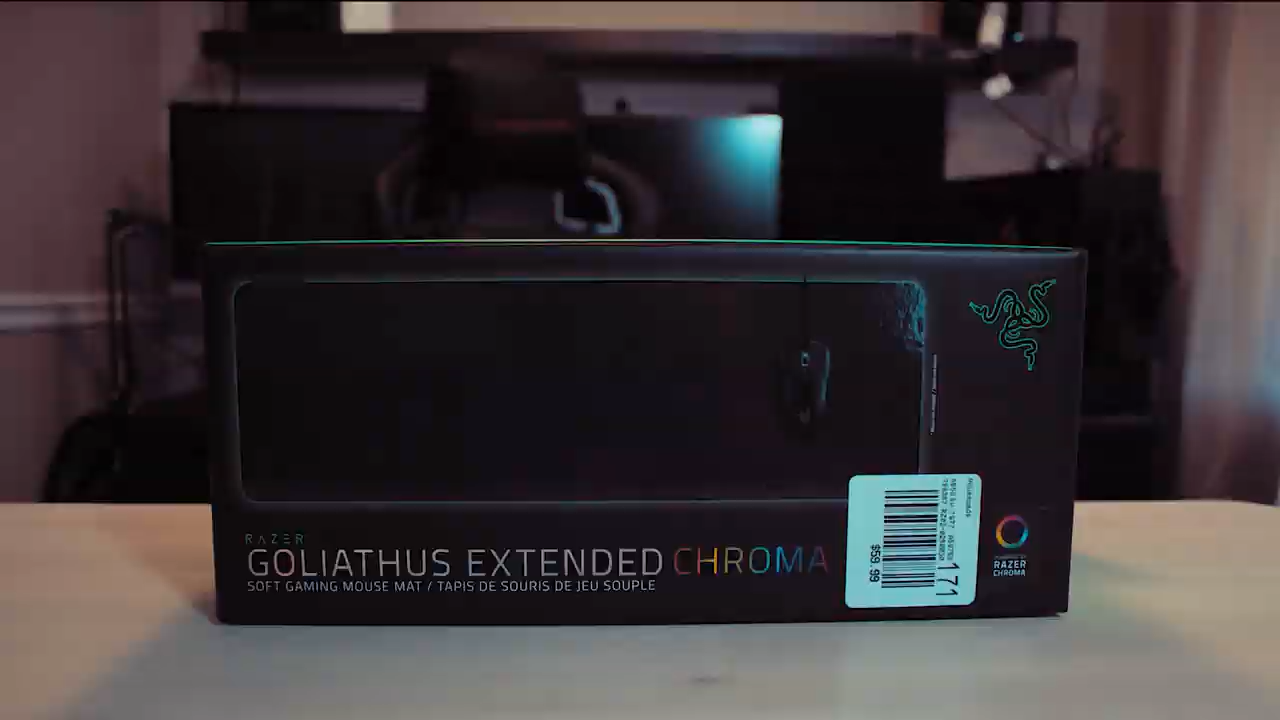 RAZER
GOLIATHUS EXTENDED CHROMA
SOFT GAMING MOUSE MAT / TAPIS DE SOURIS DE JEU SOUPLE
$59.99
171
RAZER
CHROMA